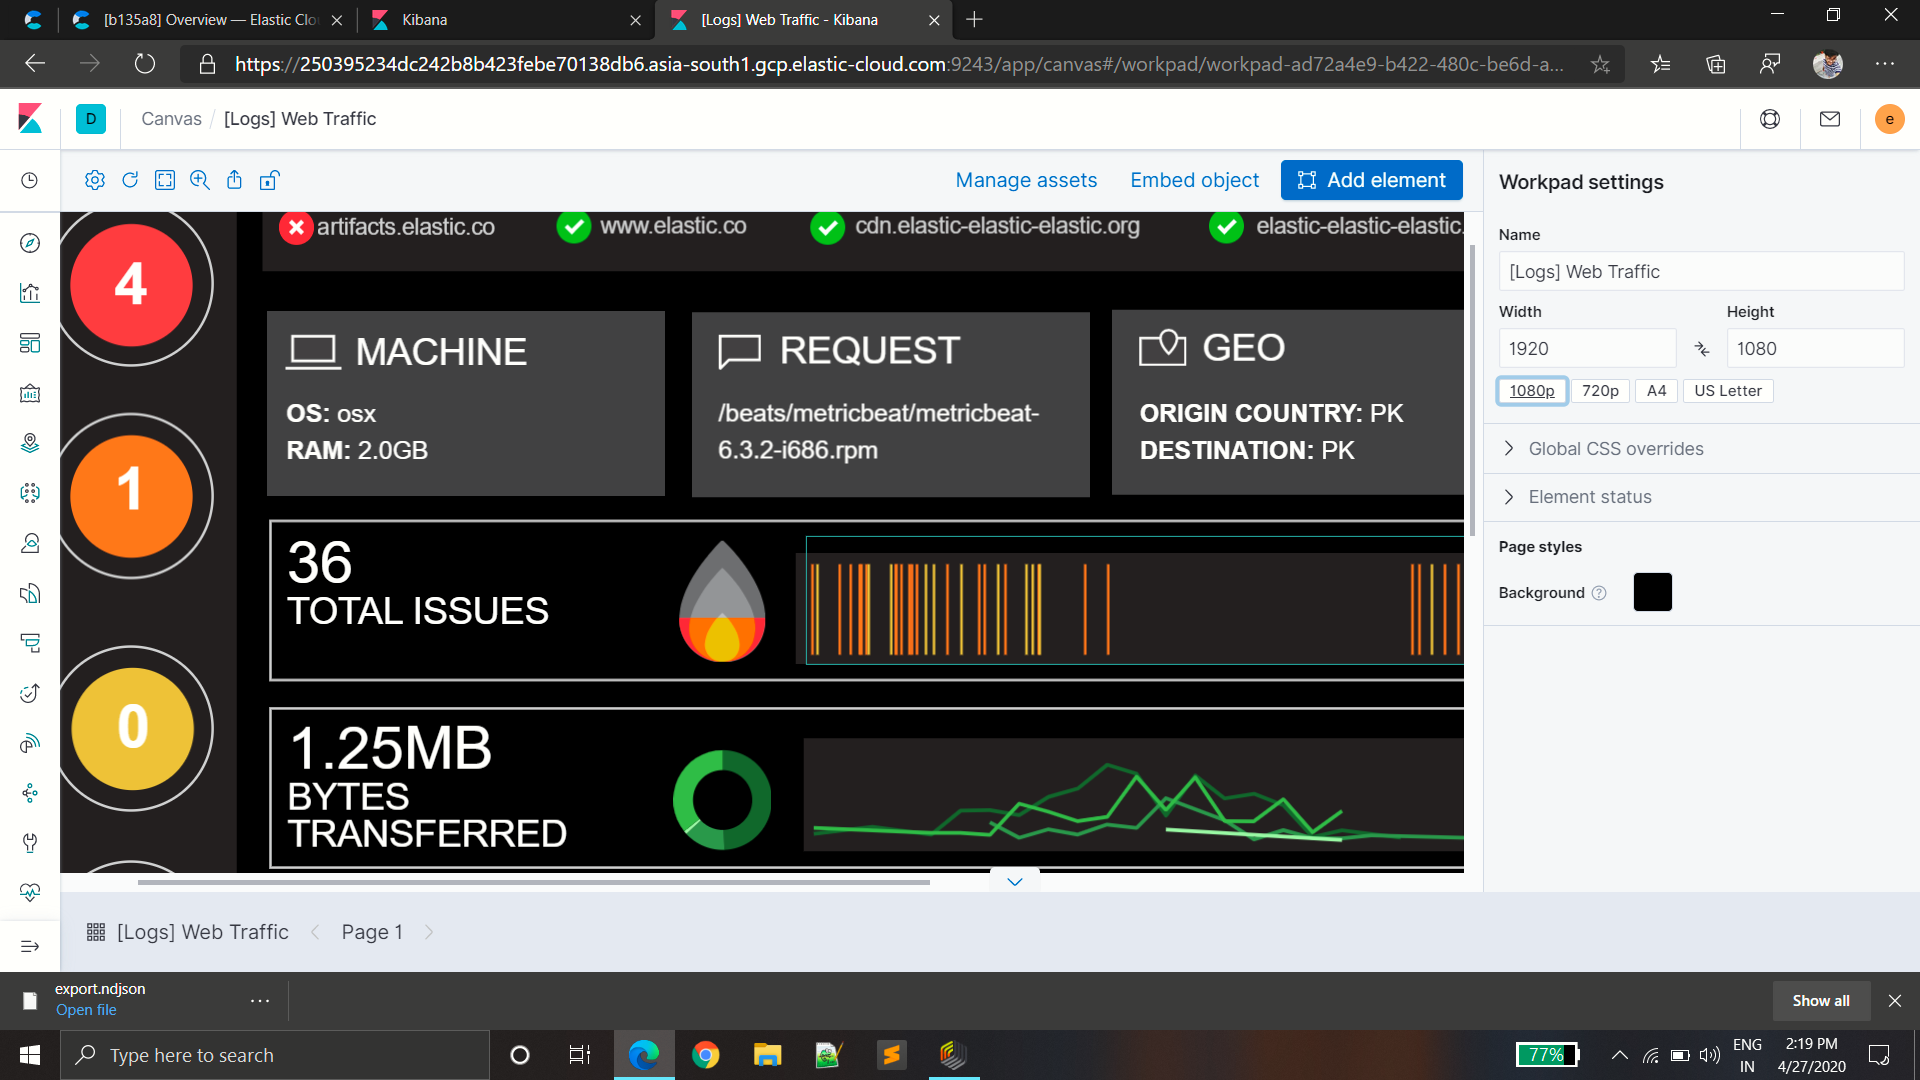 [b135a8] Overview — Elastic Clo
Kibana
[Logs] Web Traffic - Kibana
https://250395234dc242b8b423febe70138db6.asia-south1.gcp.elastic-cloud.com:9243/app/canvas#/workpad/workpad-ad72a4e9-b422-480c-be6d-a...
D
Canvas / [Logs] Web Traffic
e
Manage assets
Embed object
Add element
Workpad settings
artifacts.elastic.co
www.elastic.co
cdn.elastic-elastic-elastic.org
elastic-elastic-elastic.
Name
[Logs] Web Traffic
Width
Height
1920
1080
1080p
720p
A4
US Letter
Global CSS overrides
Element status
Page styles
Background
4
1
0
MACHINE
OS: osx
RAM: 2.0GB
REQUEST
/beats/metricbeat/metricbeat-
6.3.2-i686.rpm
GEO
ORIGIN COUNTRY: PK
DESTINATION: PK
36
TOTAL ISSUES
1.25MB
BYTES
TRANSFERRED
[Logs] Web Traffic
Page 1
export.ndjson
Open file
Show all
Type here to search
77%
ENG
IN
2:19 PM
4/27/2020